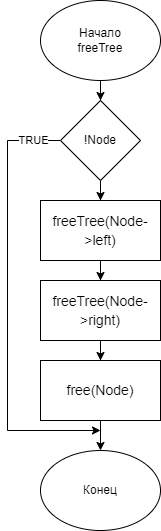 Начало
freeTree
!Node
TRUE
freeTree(Node-
>left)
freeTree(Node-
>right)
free(Node)
Конец